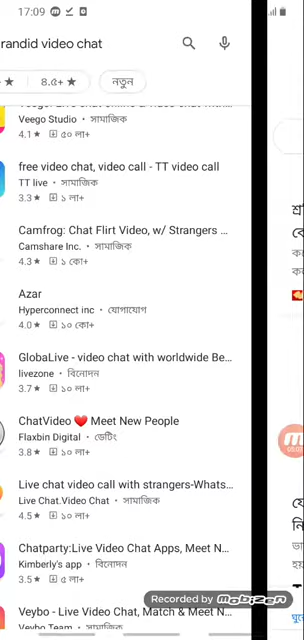 17:09
randid video chat
৪.৫+ ★
নতুন
Veego Studio • সামাজিক
4.1 ★ ৫০ লা+
free video chat, video call - TT video call
TT live • সামাজিক
3.3 ★ ১ লা+
Camfrog: Chat Flirt Video, w/ Strangers ...
Camshare Inc. • সামাজিক
4.3 ★ ১ কো+
Azar
Hyperconnect inc • যোগাযোগ
4.0 ★ ১০ কো+
GlobaLive - video chat with worldwide Be...
livezone • বিনোদন
3.7 ★ ১০ লা+
ChatVideo ❤️ Meet New People
Flaxbin Digital • ডেটিং
3.8 ★ ১০ লা+
Live chat video call with strangers-Whats...
Live Chat.Video Chat • সামাজিক
4.5 ★ ১০ লা+
Chatparty:Live Video Chat Apps, Meet N...
Kimberly's app • বিনোদন
3.5 ★ ৫ লা+
Recorded by Mobizen
Veybo - Live Video Chat, Match & Meet N...
Veybo Team • সামাজিক